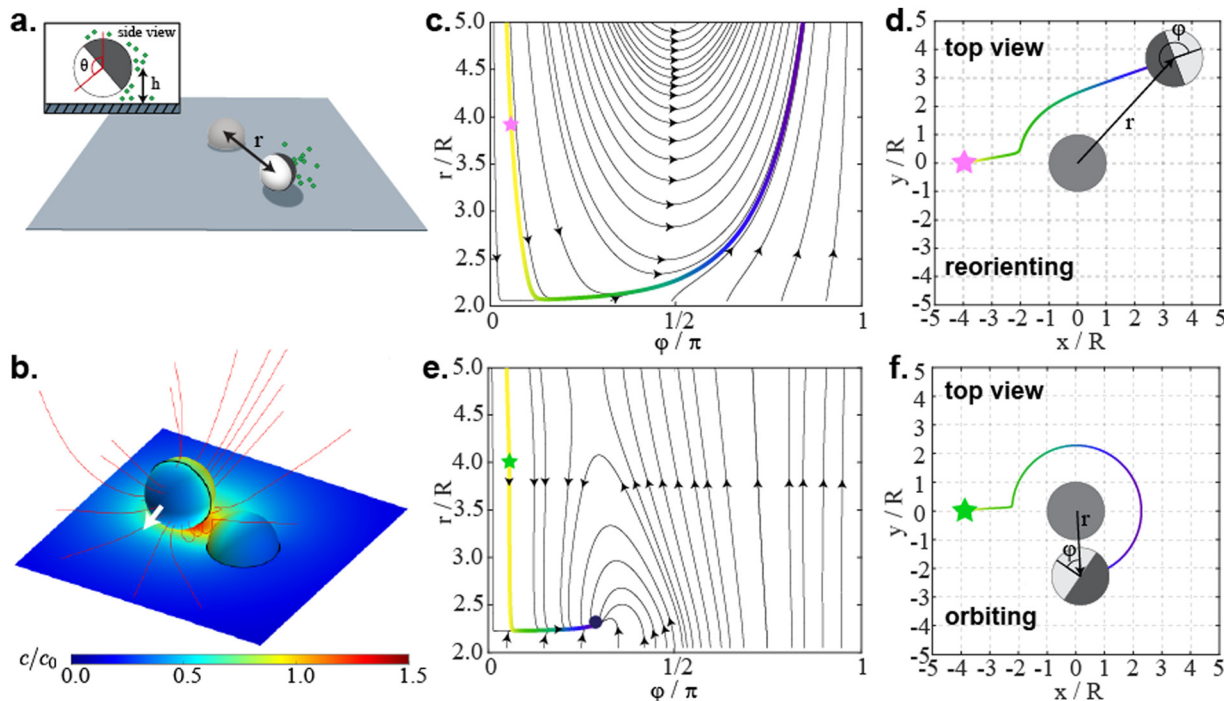 a.
side view
θ
h
r
b.
c/c₀
0.0 0.5 1.0 1.5
c.
5.0
4.5
4.0
3.5
3.0
2.5
2.0
r / R
0 1/2 1
φ / π
d.
top view
reorienting
φ
r
5
4
3
2
1
0
-1
-2
-3
-4
-5
y / R
-5 -4 -3 -2 -1 0 1 2 3 4 5
x / R
e.
5.0
4.5
4.0
3.5
3.0
2.5
2.0
r / R
0 1/2 1
φ / π
f.
top view
orbiting
r
φ
5
4
3
2
1
0
-1
-2
-3
-4
-5
y / R
-5 -4 -3 -2 -1 0 1 2 3 4 5
x / R